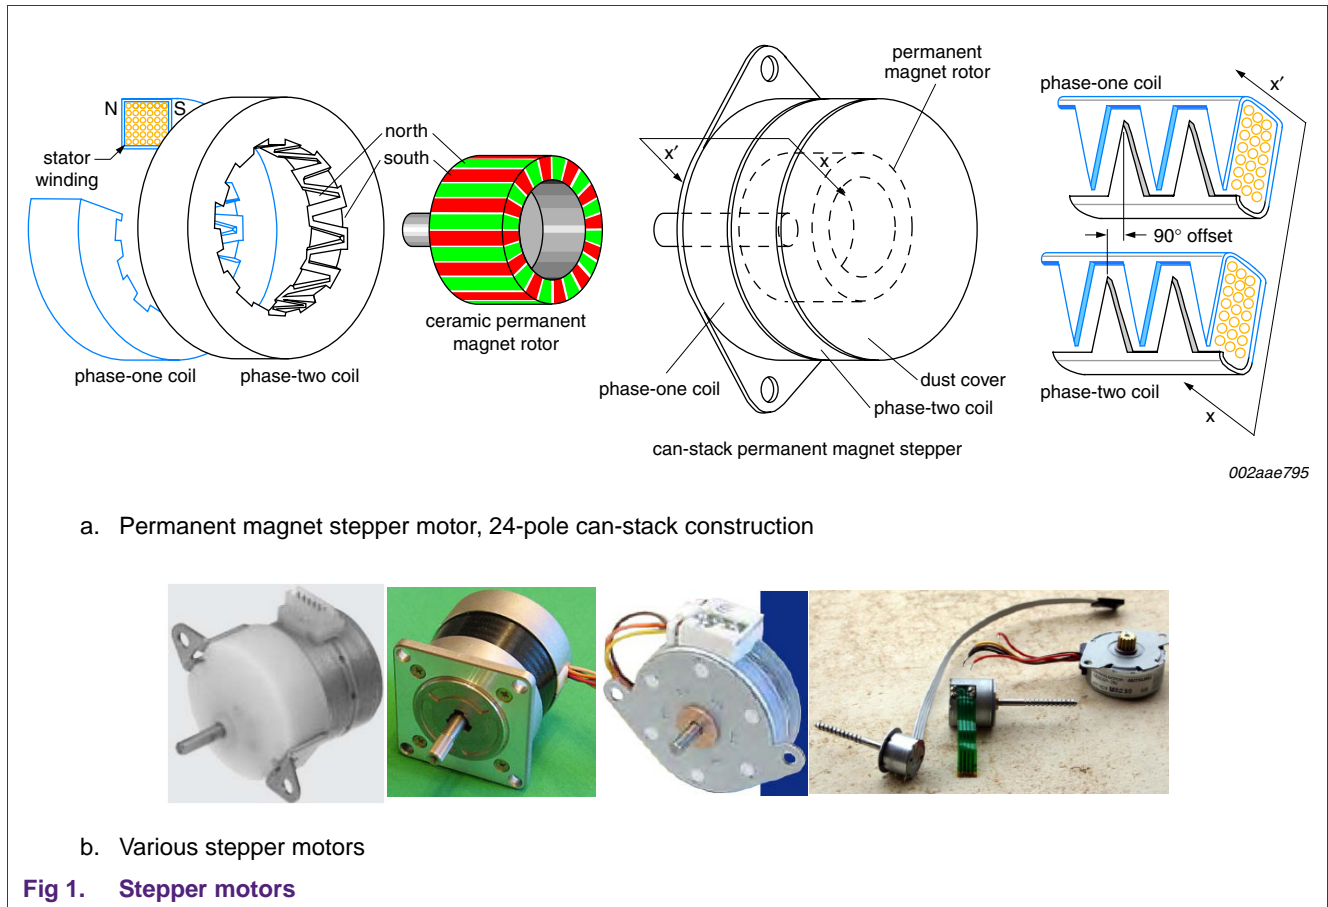 N S
stator
winding
north
south
phase-one coil
phase-two coil
ceramic permanent
magnet rotor
permanent
magnet rotor
x′
x
phase-one coil
dust cover
phase-two coil
can-stack permanent magnet stepper
phase-one coil
x′
90° offset
phase-two coil
x
002aae795
a. Permanent magnet stepper motor, 24-pole can-stack construction
b. Various stepper motors
Fig 1. Stepper motors